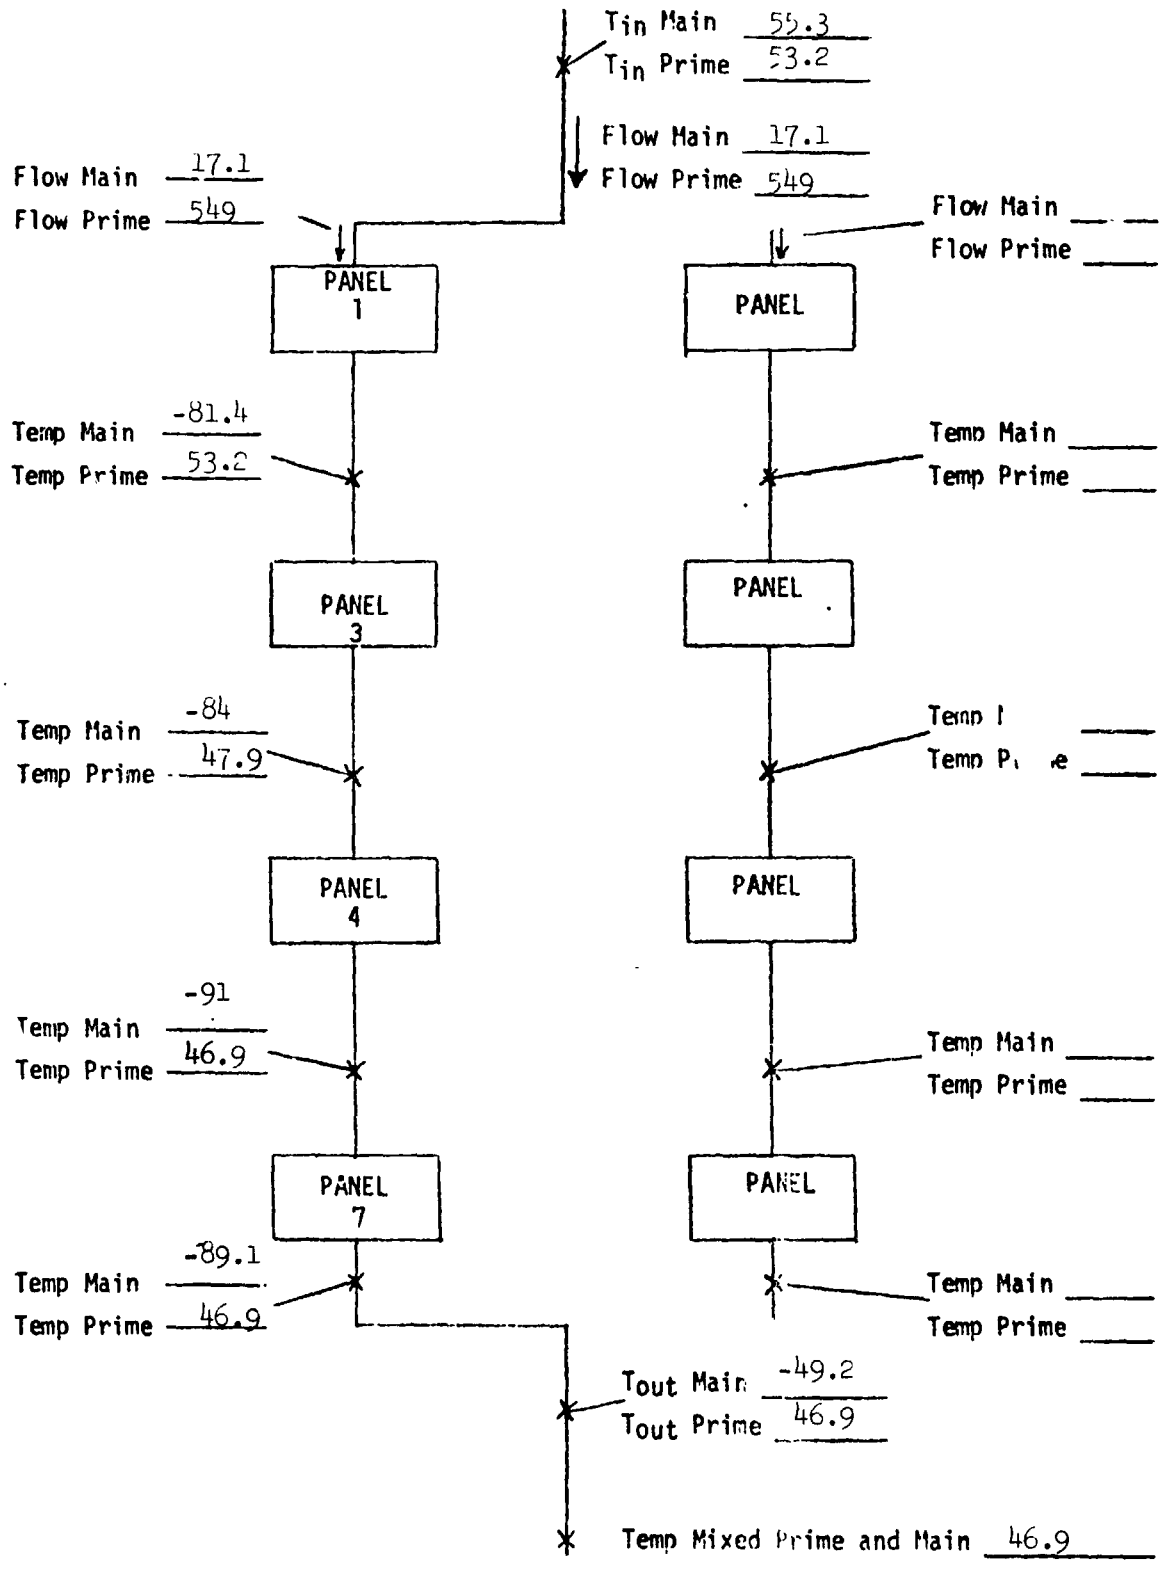 Tin Main 55.3
Tin Prime 53.2
Flow Main 17.1
Flow Prime 549
Flow Main 17.1
Flow Prime 549
Flow Main
Flow Prime
PANEL
1
PANEL
Temp Main -81.4
Temp Prime 53.2
Temp Main
Temp Prime
PANEL
3
PANEL
Temp Main -84
Temp Prime 47.9
Temp
Temp
PANEL
4
PANEL
Temp Main -91
Temp Prime 46.9
Temp Main
Temp Prime
PANEL
7
PANEL
Temp Main -89.1
Temp Prime 46.9
Temp Main
Temp Prime
Tout Main -49.2
Tout Prime 46.9
Temp Mixed Prime and Main 46.9